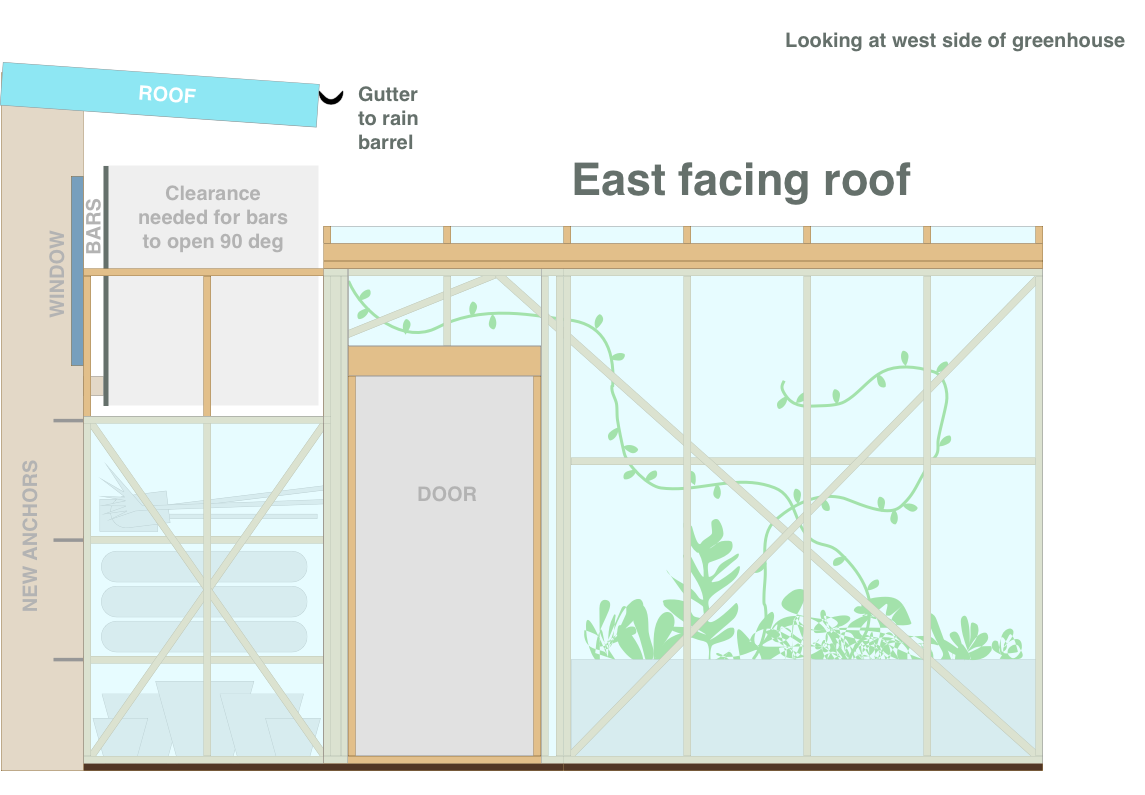 Looking at west side of greenhouse
ROOF
Gutter
to rain
barrel
East facing roof
Clearance
needed for bars
to open 90 deg
BARS
WINDOW
DOOR
NEW ANCHORS